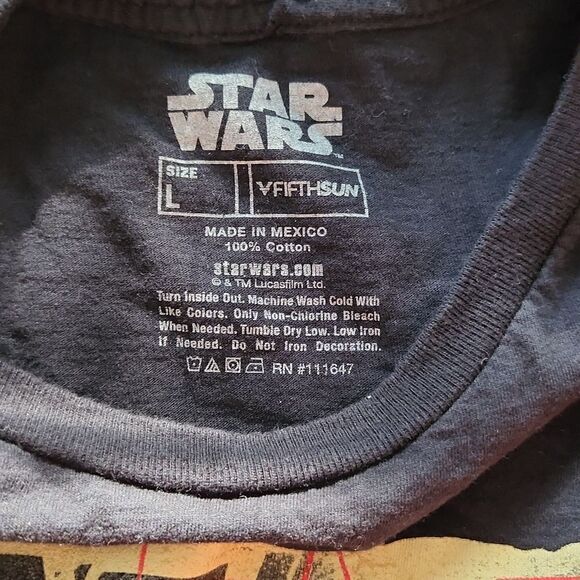 STAR
WARS
TM
SIZE
L
FIFTHSUN
MADE IN MEXICO
100% Cotton
starwars.com
© & TM Lucasfilm Ltd.
Turn Inside Out. Machine Wash Cold With
Like Colors. Only Non-Chlorine Bleach
When Needed. Tumble Dry Low. Low Iron
If Needed. Do Not Iron Decoration.
RN #111647